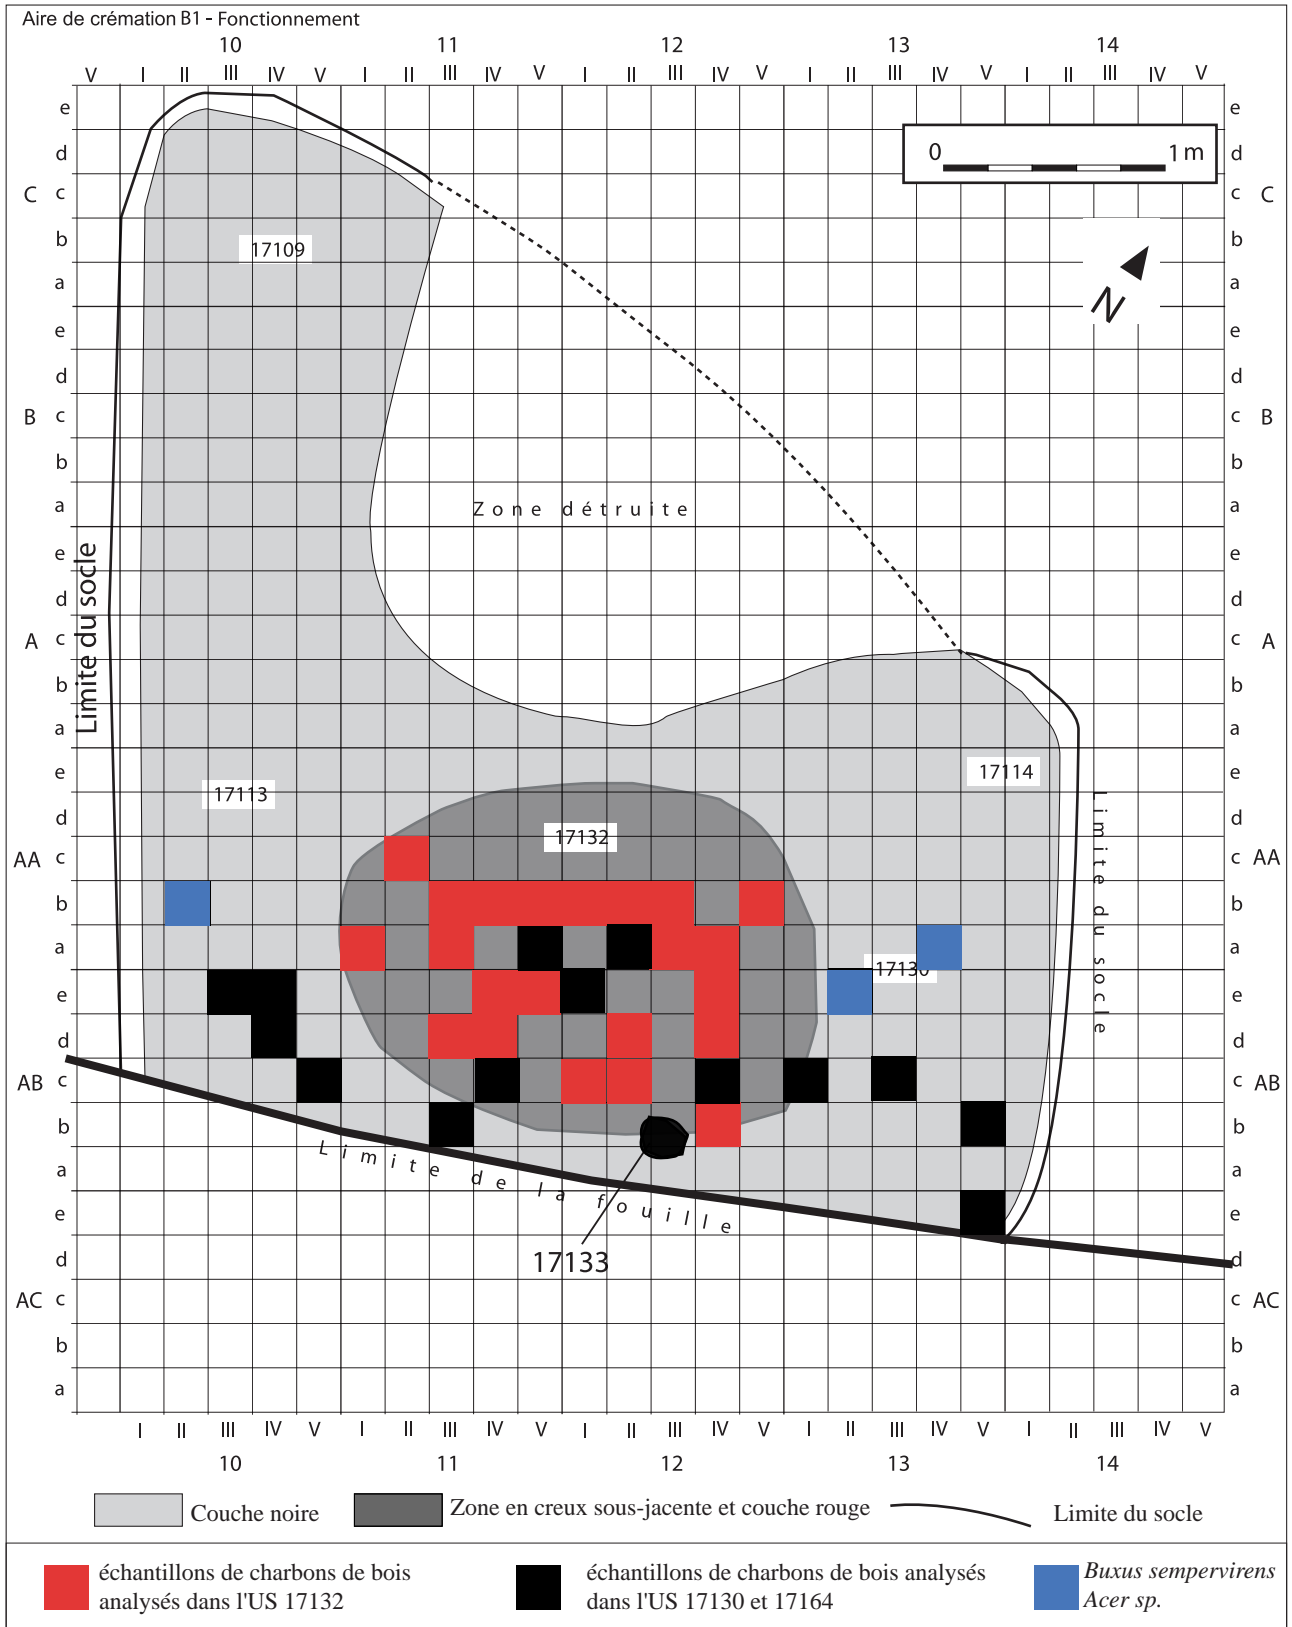 Aire de crémation B1 - Fonctionnement
10 11 12 13 14
V I II III IV V I II III IV V I II III IV V I II III IV V I II III IV V
e e
d d
0 1 m
C c c C
b b
17109
a a
N
e e
d d
B c c B
b b
a a
Zone détruite
e e
d d
Limite du socle
A c c A
b b
a a
e e
17114
17113
d d
17132
Limite du socle
AA c c AA
b b
a a
17130
e e
d d
AB c c AB
b b
Limite de la fouille
a a
e e
17133
d d
AC c c AC
b b
a a
I II III IV V I II III IV V I II III IV V I II III IV V I II III IV V
10 11 12 13 14
Couche noire
Zone en creux sous-jacente et couche rouge
Limite du socle
échantillons de charbons de bois
analysés dans l'US 17132
échantillons de charbons de bois analysés
dans l'US 17130 et 17164
Buxus sempervirens
Acer sp.